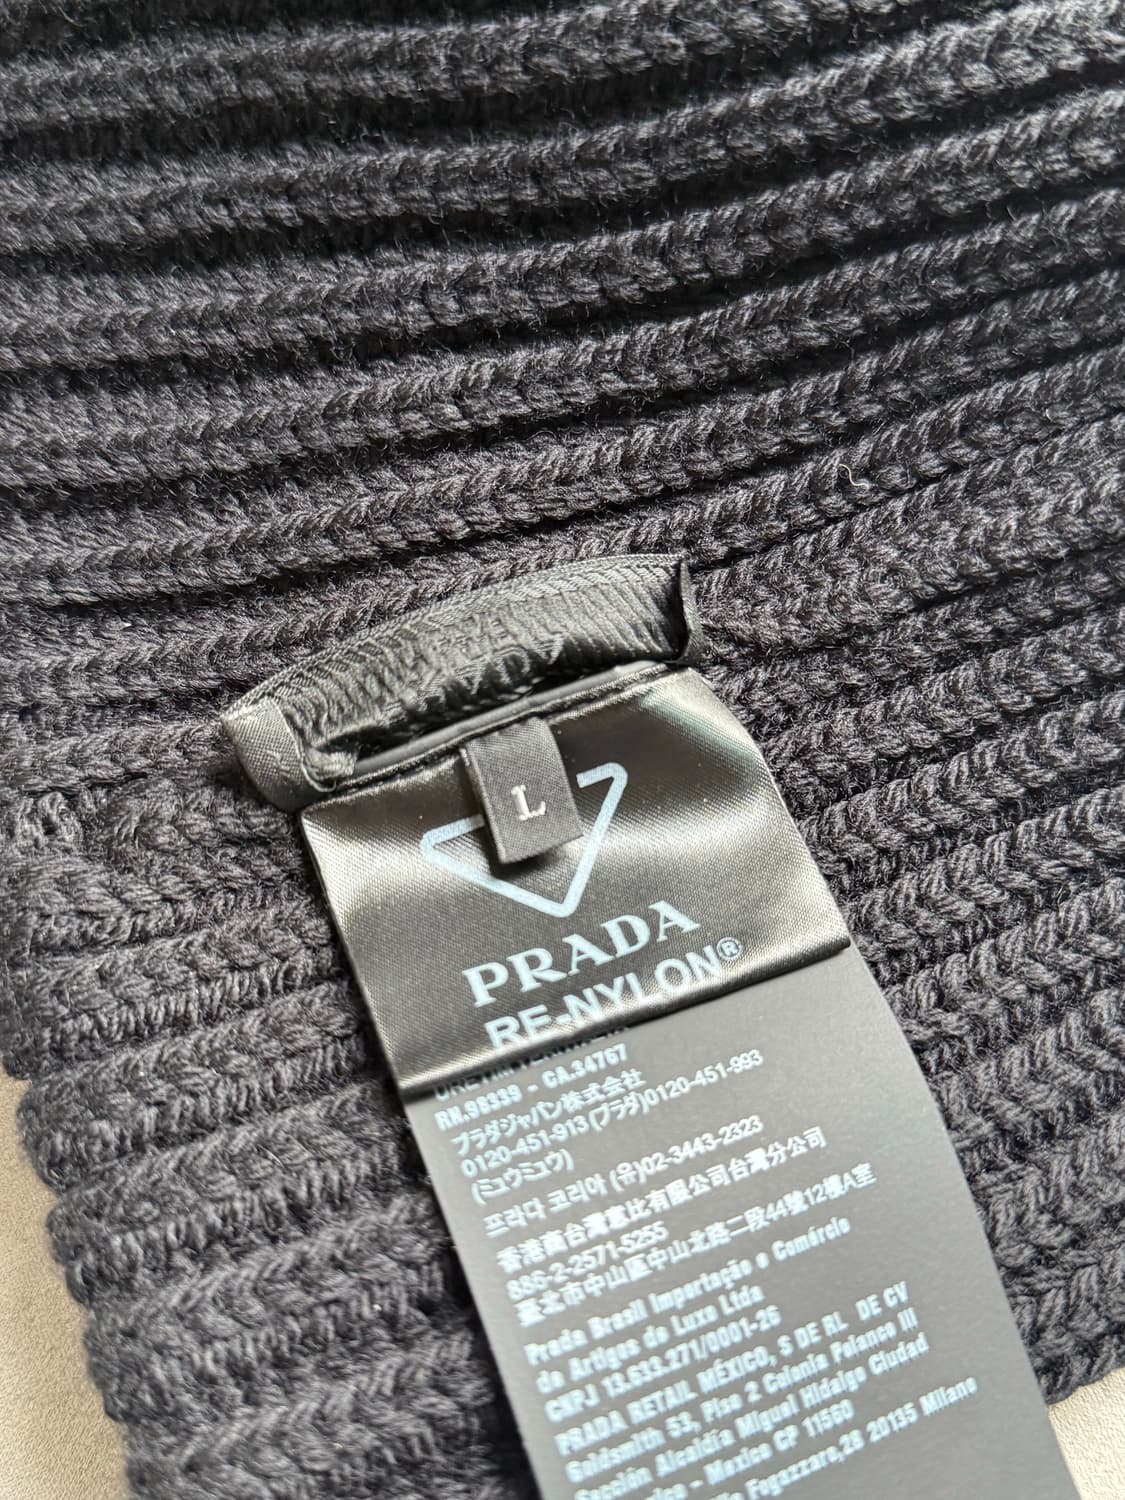 L
PRADA
RE-NYLON®
RN.98339 - CA.34767
プラダジャパン株式会社
0120-451-913(プラダ)0120-451-993
(ミュウミュウ)
프라다 코리아 (유)02-3443-2323
香港商台灣意比有限公司台灣分公司
886-2-2571-5255
臺北市中山區中山北路二段44號12樓A室
Prada Brasil Importação e Comércio
de Artigos de Luxo Ltda
CNPJ 13.633.271/0001-26
PRADA RETAIL MÉXICO, S DE RL DE CV
Goldsmith 53, Piso 2 Colonia Polanco III
Sección Alcaldía Miguel Hidalgo Ciudad
- Mexico CP 11560
Fogazzaro,28 20135 Milano